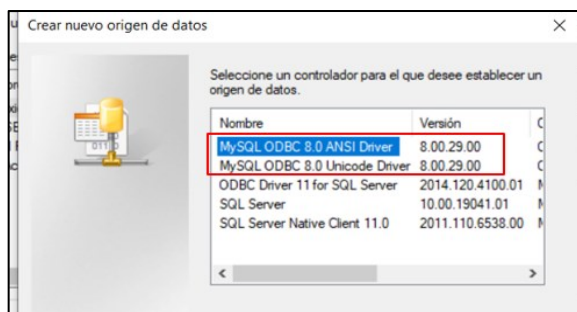 Crear nuevo origen de datos
Seleccione un controlador para el que desee establecer un
origen de datos.
Nombre Versión
MySQL ODBC 8.0 ANSI Driver 8.00.29.00
MySQL ODBC 8.0 Unicode Driver 8.00.29.00
ODBC Driver 11 for SQL Server 2014.120.4100.01
SQL Server 10.00.19041.01
SQL Server Native Client 11.0 2011.110.6538.00